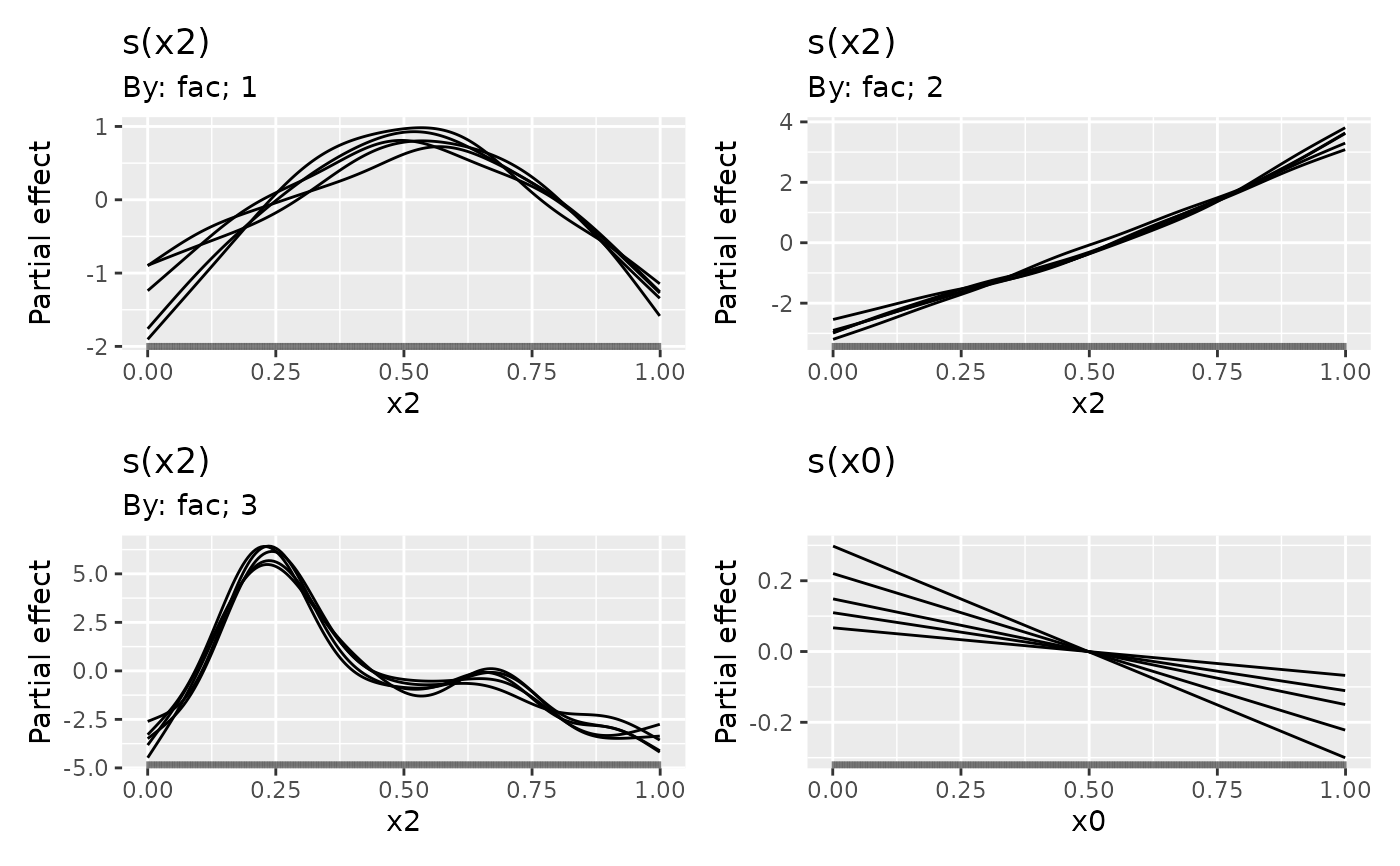 s(x2)
By: fac; 1
Partial effect
1
0
-1
-2
0.00 0.25 0.50 0.75 1.00
x2
s(x2)
By: fac; 2
Partial effect
4
2
0
-2
0.00 0.25 0.50 0.75 1.00
x2
s(x2)
By: fac; 3
Partial effect
5.0
2.5
0.0
-2.5
-5.0
0.00 0.25 0.50 0.75 1.00
x2
s(x0)
Partial effect
0.2
0.0
-0.2
0.00 0.25 0.50 0.75 1.00
x0